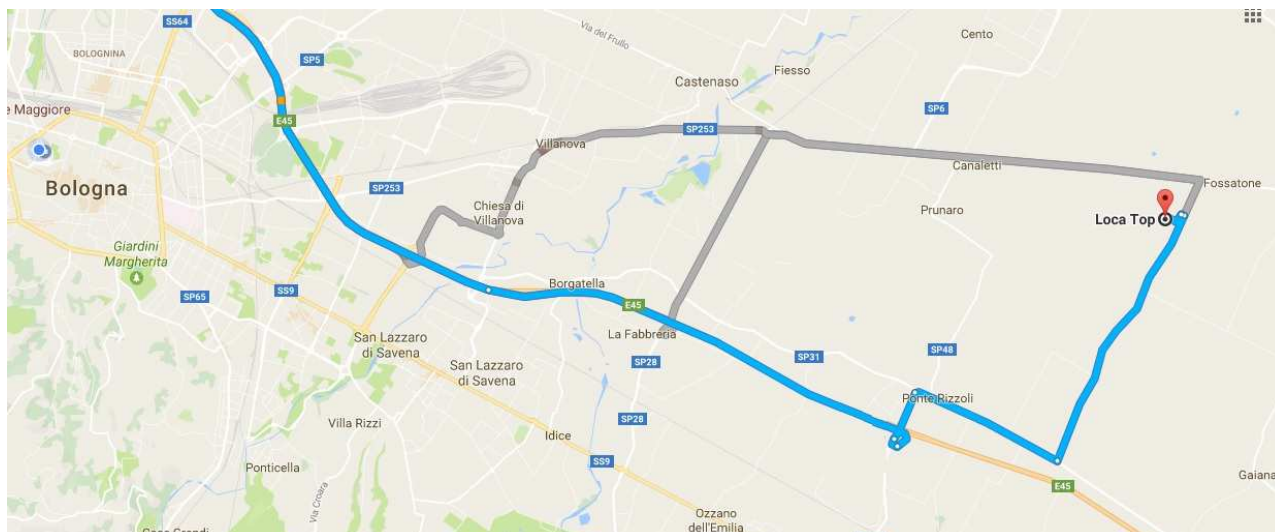 SS64
Via del Frullo
Cento
BOLOGNINA
SP5
Fiesso
Castenaso
e Maggiore
SP6
E45
SP253
Villanova
Canaletti
Bologna
SP253
Fossatone
Chiesa di
Villanova
Prunaro
Loca Top
Giardini
Margherita
SP65
SS9
Borgatella
E45
La Fabbreria
San Lazzaro
di Savena
SP31
SP48
SP28
San Lazzaro
di Savena
Ponte Rizzoli
SP28
Villa Rizzi
Idice
Ponticella
SS9
Via Croara
E45
Gaiana
Ozzano
dell'Emilia